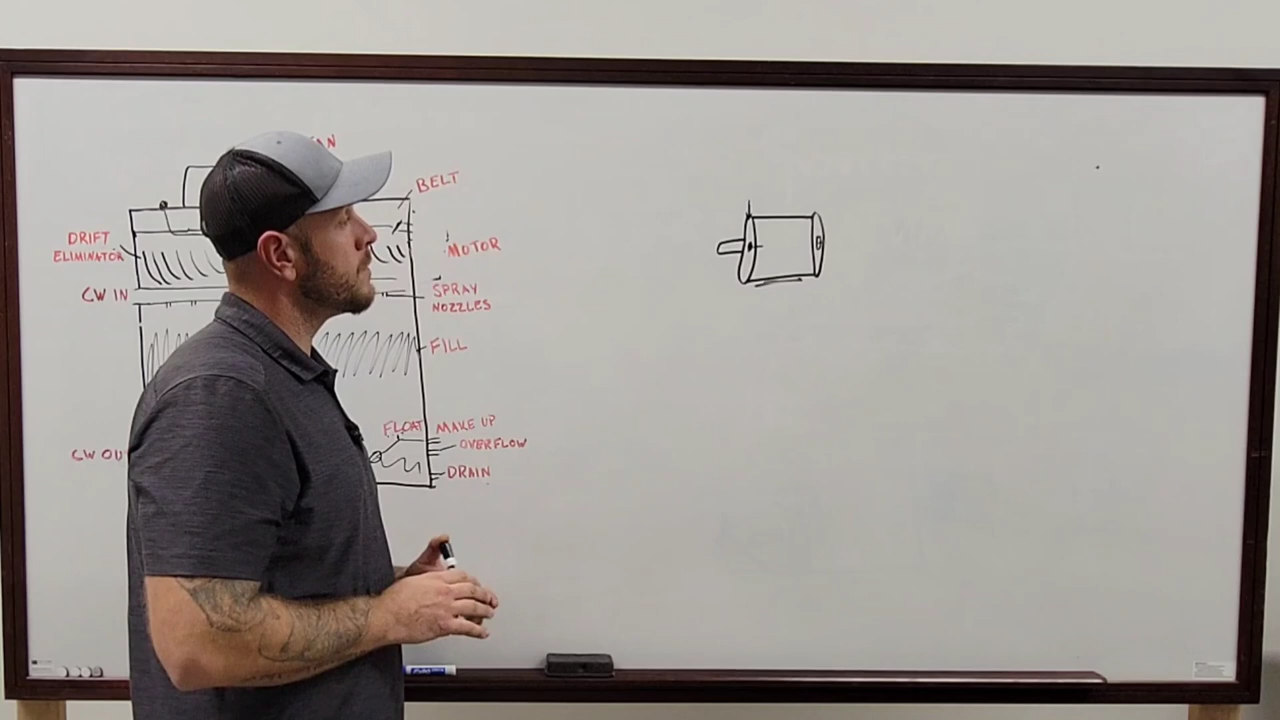 BELT
DRIFT
ELIMINATOR
MOTOR
CW IN
SPRAY
NOZZLES
FILL
FLOAT
MAKE UP
OVERFLOW
DRAIN